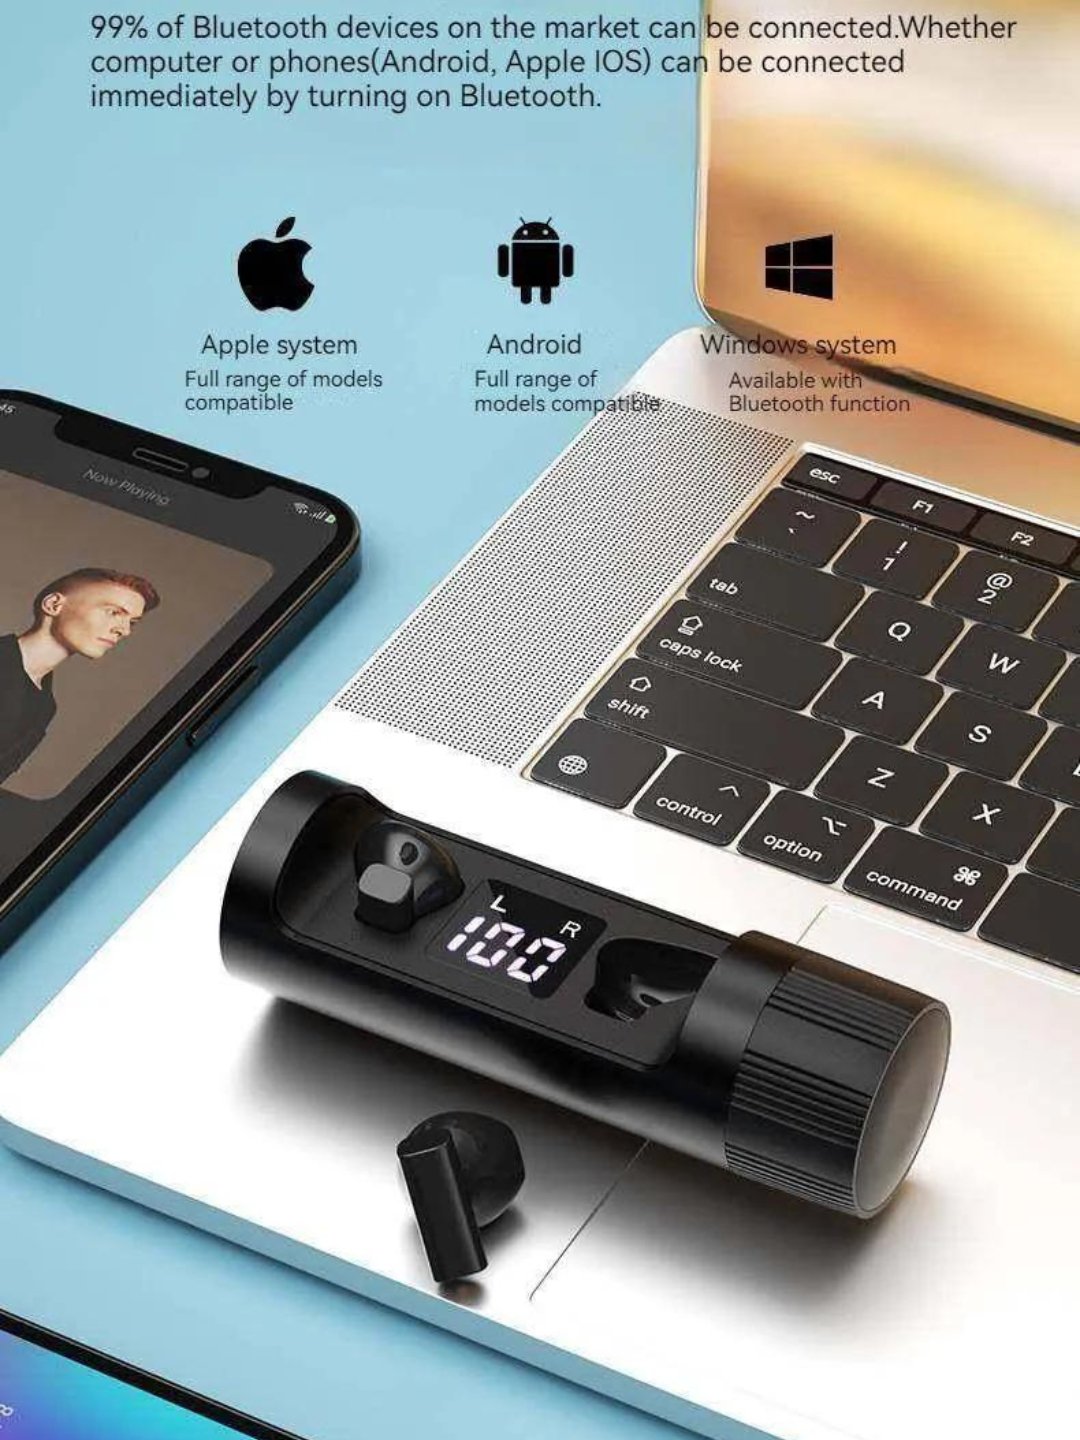 99% of Bluetooth devices on the market can be connected.Whether
computer or phones(Android, Apple IOS) can be connected
immediately by turning on Bluetooth.
Apple system
Full range of models
compatible
Android
Full range of
models compatible
Windows system
Available with
Bluetooth function
45
Now Playing
esc
F1
F2
~
`
!
1
@
2
tab
Q
W
caps lock
A
S
shift
Z
X
control
option
command
L
R
100